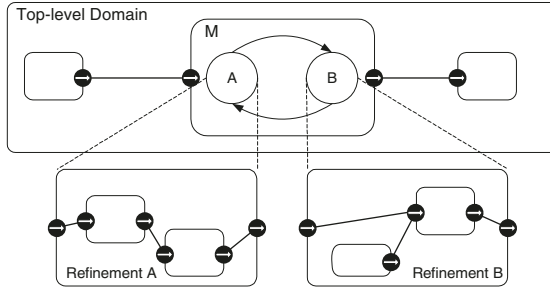 Top-level Domain
M
A
B
Refinement A
Refinement B